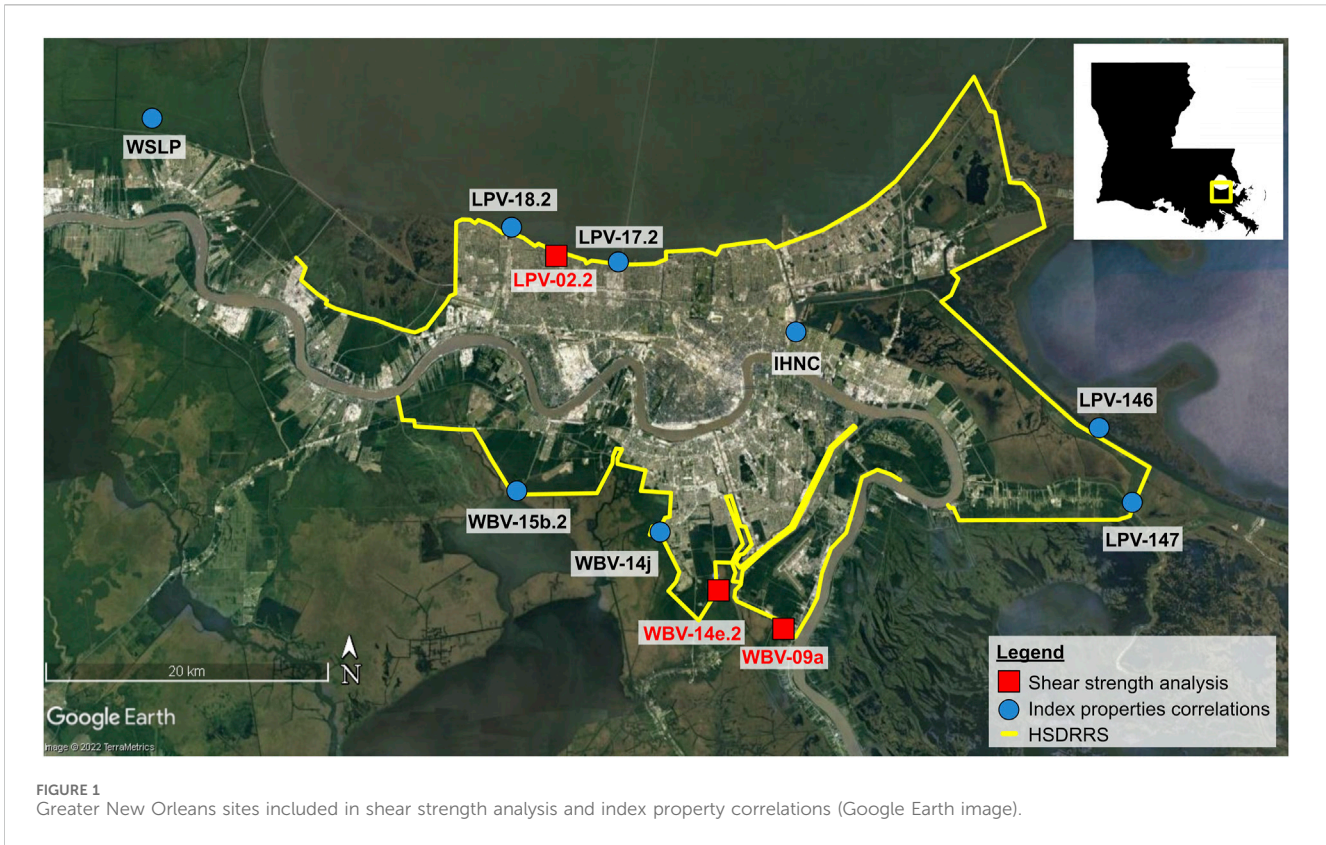 WSLP
LPV-18.2
LPV-17.2
LPV-02.2
IHNC
LPV-146
WBV-15b.2
WBV-14j
LPV-147
WBV-14e.2
WBV-09a
20 km
N
Google Earth
Image © 2022 TerraMetrics
Legend
Shear strength analysis
Index properties correlations
HSDRRS
FIGURE 1
Greater New Orleans sites included in shear strength analysis and index property correlations (Google Earth image).